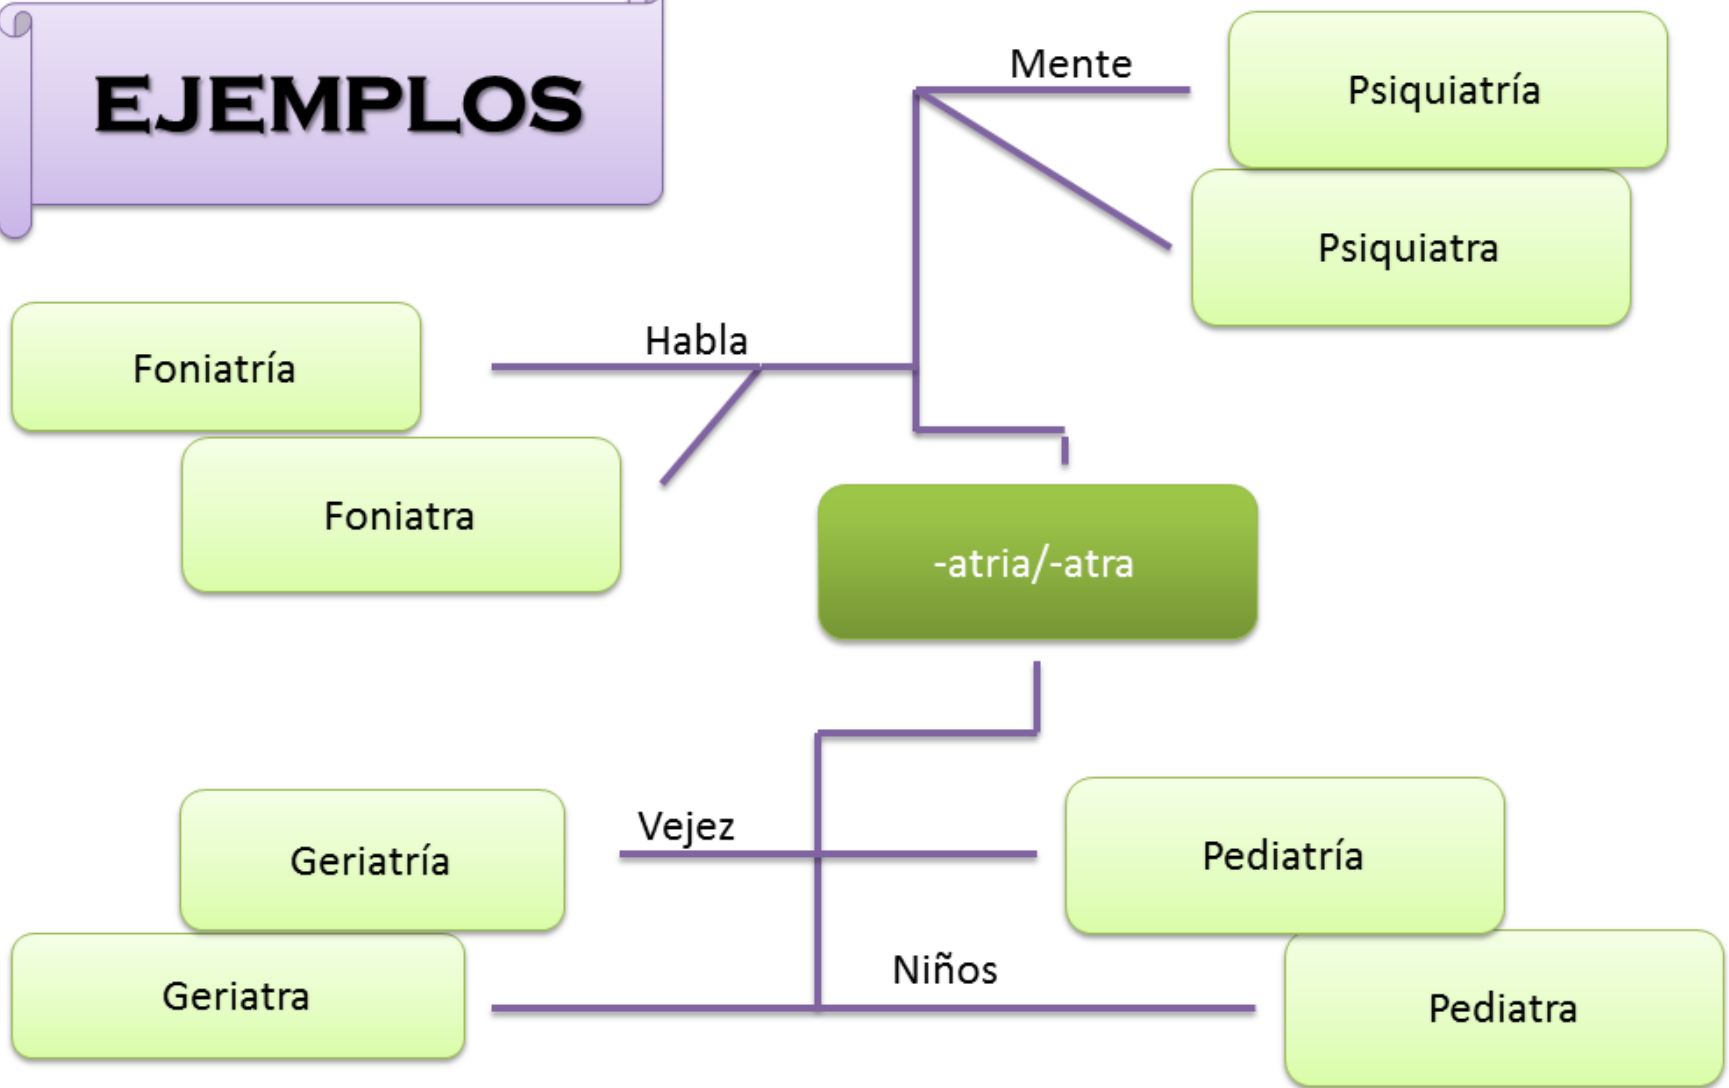 EJEMPLOS
Mente
Psiquiatría
Psiquiatra
Habla
Foniatría
Foniatra
-atria/-atra
Vejez
Geriatría
Geriatra
Pediatría
Niños
Pediatra